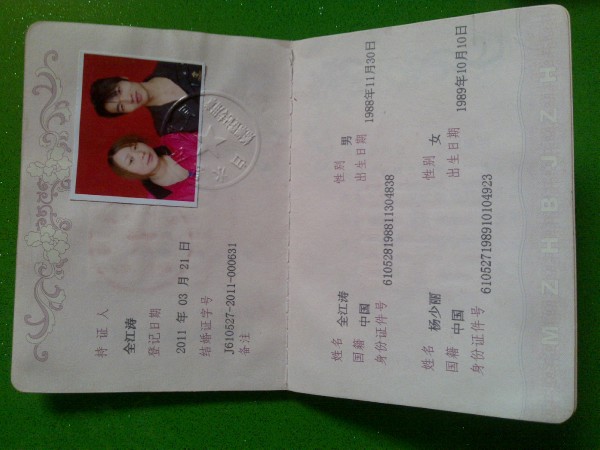 持证人
全江涛
登记日期
2011 年 03 月 21 日
结婚证字号
J610527-2011-000631
备注
姓名 全江涛 性别 男
国籍 中国 出生日期 1988年11月30日
身份证件号 610528198811304838
姓名 杨少丽 性别 女
国籍 中国 出生日期 1989年10月10日
身份证件号 610527198910104923